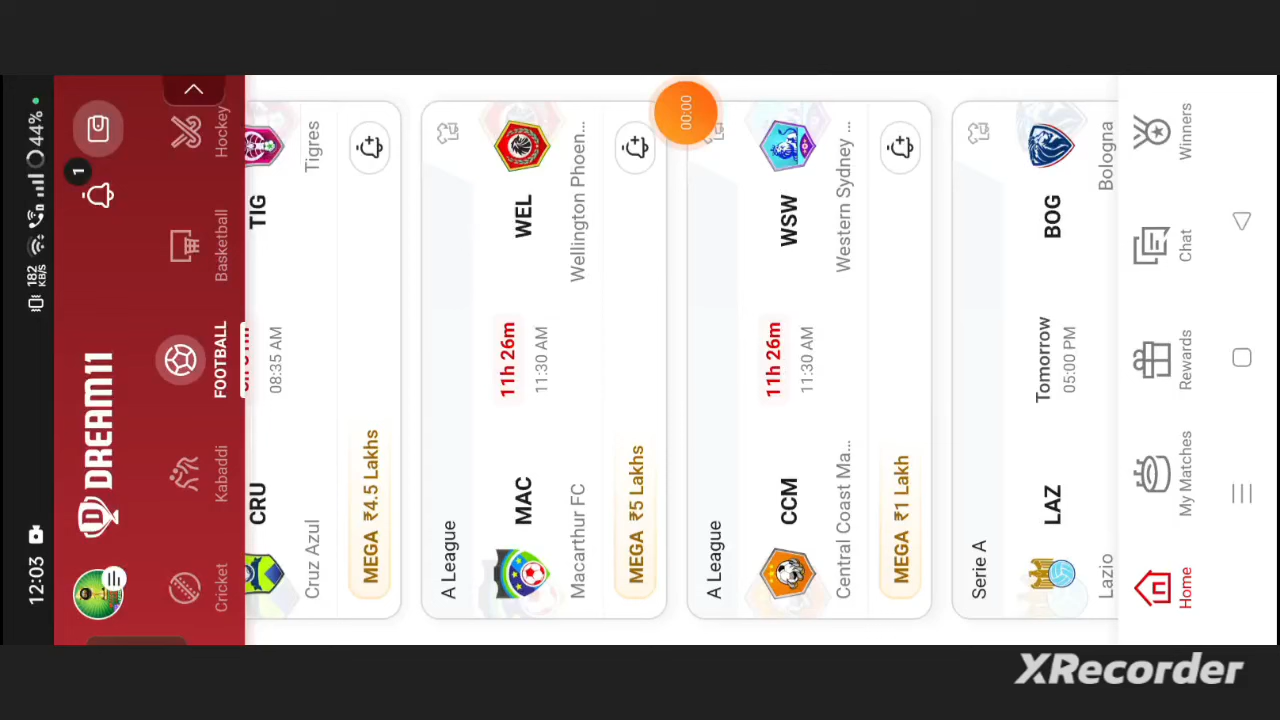 12:03
182
KB/S
44%
DREAM11
1
Cricket
Kabaddi
FOOTBALL
Basketball
Hockey
CRU
TIG
Cruz Azul
08:35 AM
Tigres
MEGA ₹4.5 Lakhs
A League
MAC
11h 26m
WEL
Macarthur FC
11:30 AM
Wellington Phoen...
MEGA ₹5 Lakhs
00:00
A League
CCM
11h 26m
WSW
Central Coast Ma...
11:30 AM
Western Sydney ...
MEGA ₹1 Lakh
Serie A
LAZ
Tomorrow
BOG
Lazio
05:00 PM
Bologna
Home
My Matches
Rewards
Chat
Winners
XRecorder